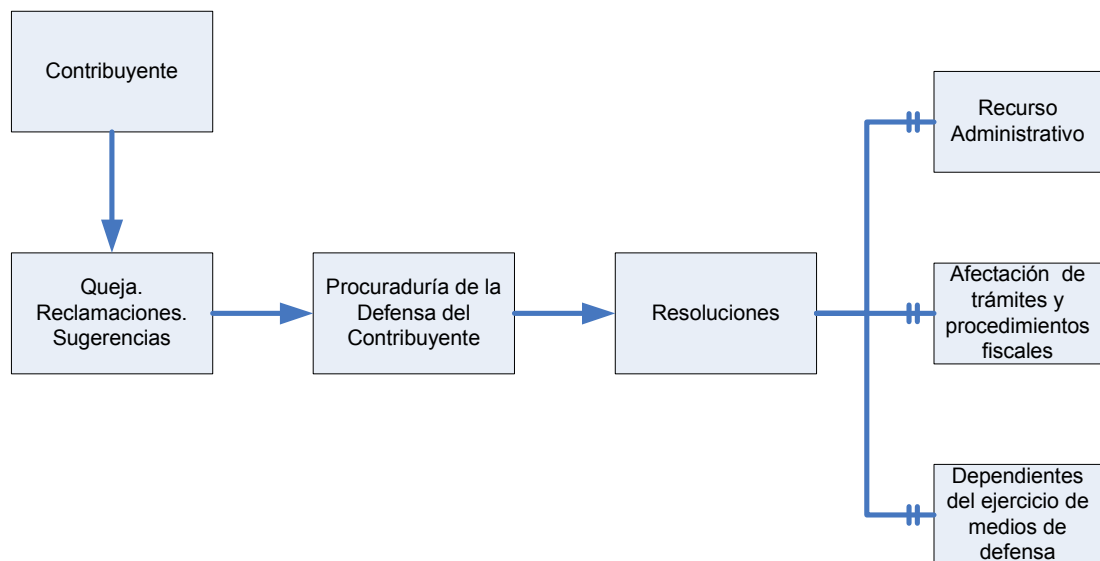 Contribuyente
Queja.
Reclamaciones.
Sugerencias
Procuraduría de la
Defensa del
Contribuyente
Resoluciones
Recurso
Administrativo
Afectación de
trámites y
procedimientos
fiscales
Dependientes
del ejercicio de
medios de
defensa